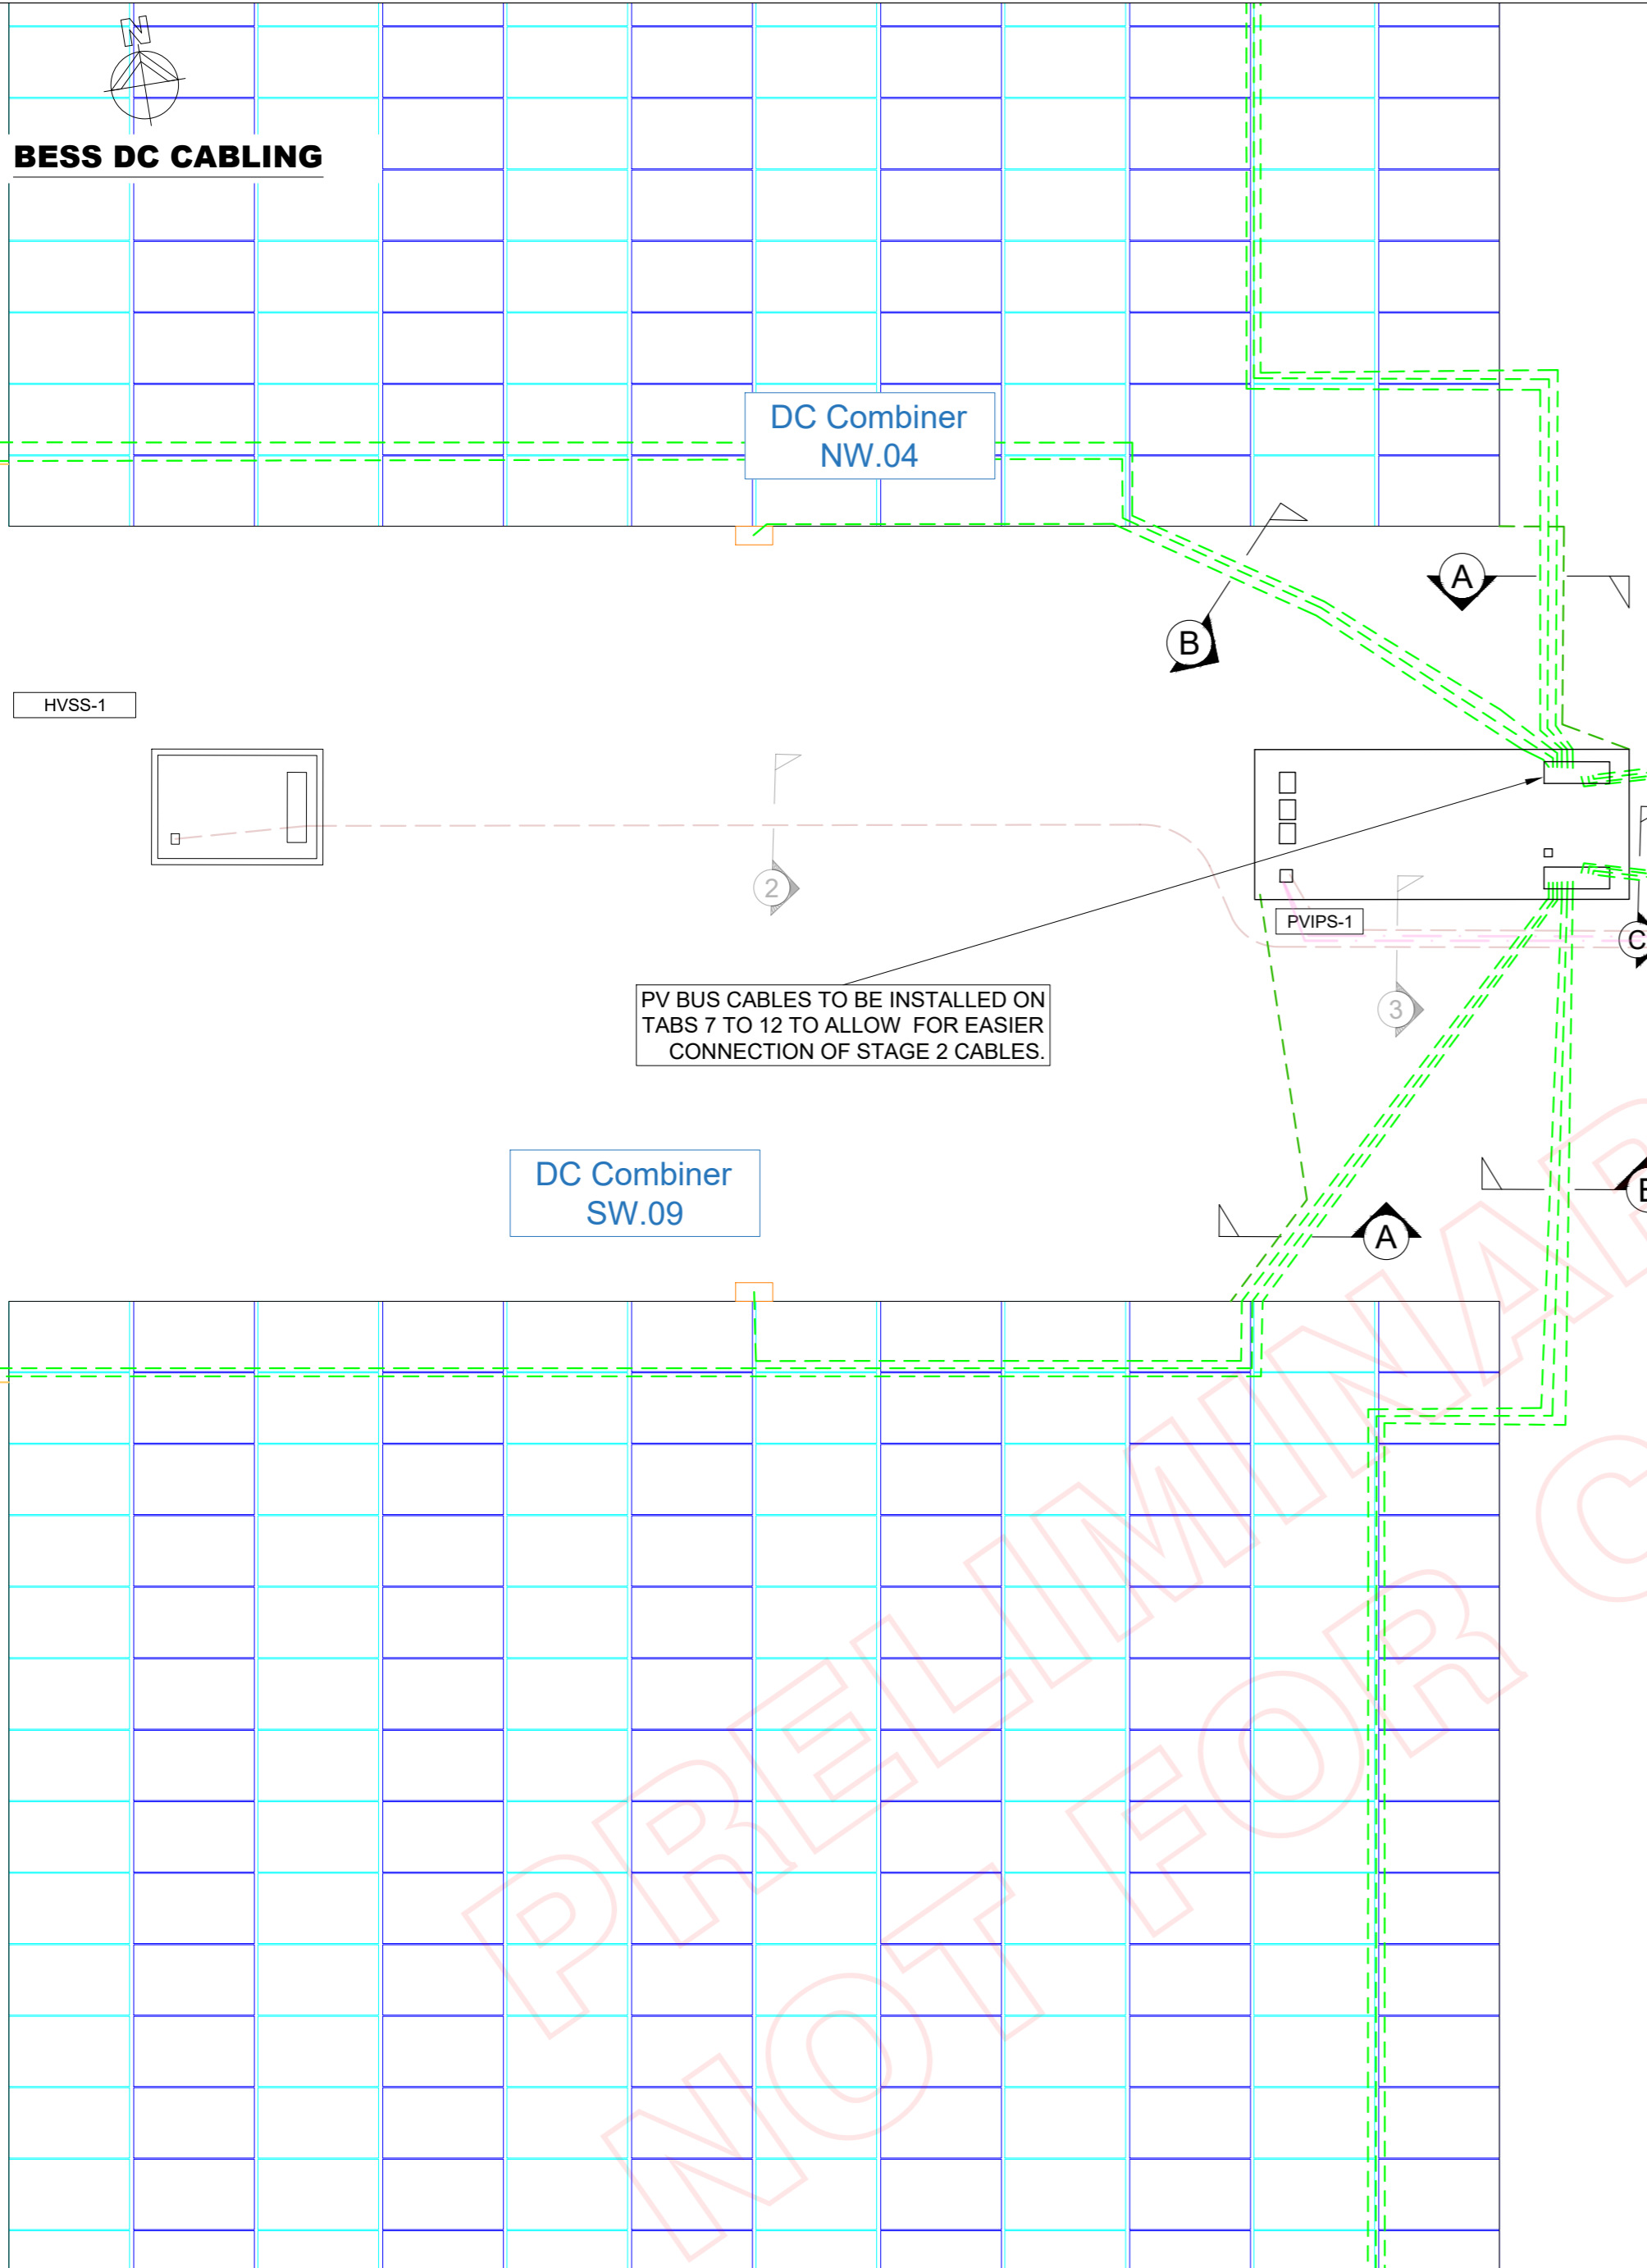 N
BESS DC CABLING
DC Combiner
NW.04
A
B
HVSS-1
2
PVIPS-1
C
3
PV BUS CABLES TO BE INSTALLED ON
TABS 7 TO 12 TO ALLOW FOR EASIER
CONNECTION OF STAGE 2 CABLES.
DC Combiner
SW.09
A
PRELIMINAR
NOT FOR C